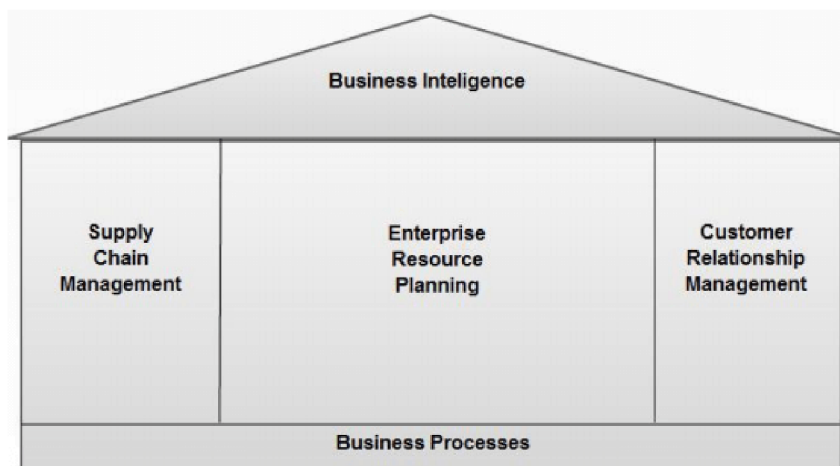 Business Inteligence
Supply
Chain
Management
Enterprise
Resource
Planning
Customer
Relationship
Management
Business Processes